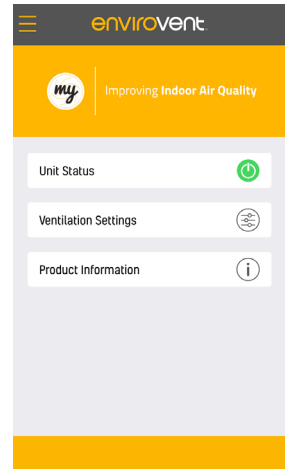 envirovent
my
Improving Indoor Air Quality
Unit Status
Ventilation Settings
Product Information
i